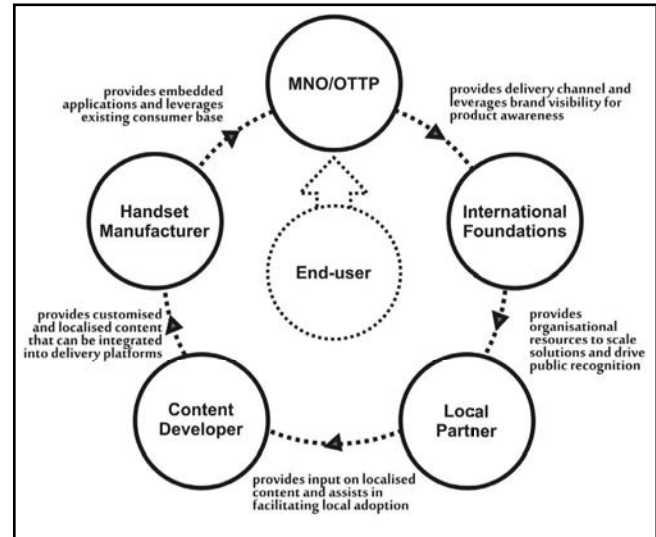 MNO/OTTP
provides embedded
applications and leverages
existing consumer base
provides delivery channel and
leverages brand visibility for
product awareness
Handset
Manufacturer
International
Foundations
End-user
provides customised
and localised content
that can be integrated
into delivery platforms
provides
organisational
resources to scale
solutions and drive
public recognition
Content
Developer
Local
Partner
provides input on localised
content and assists in
facilitating local adoption